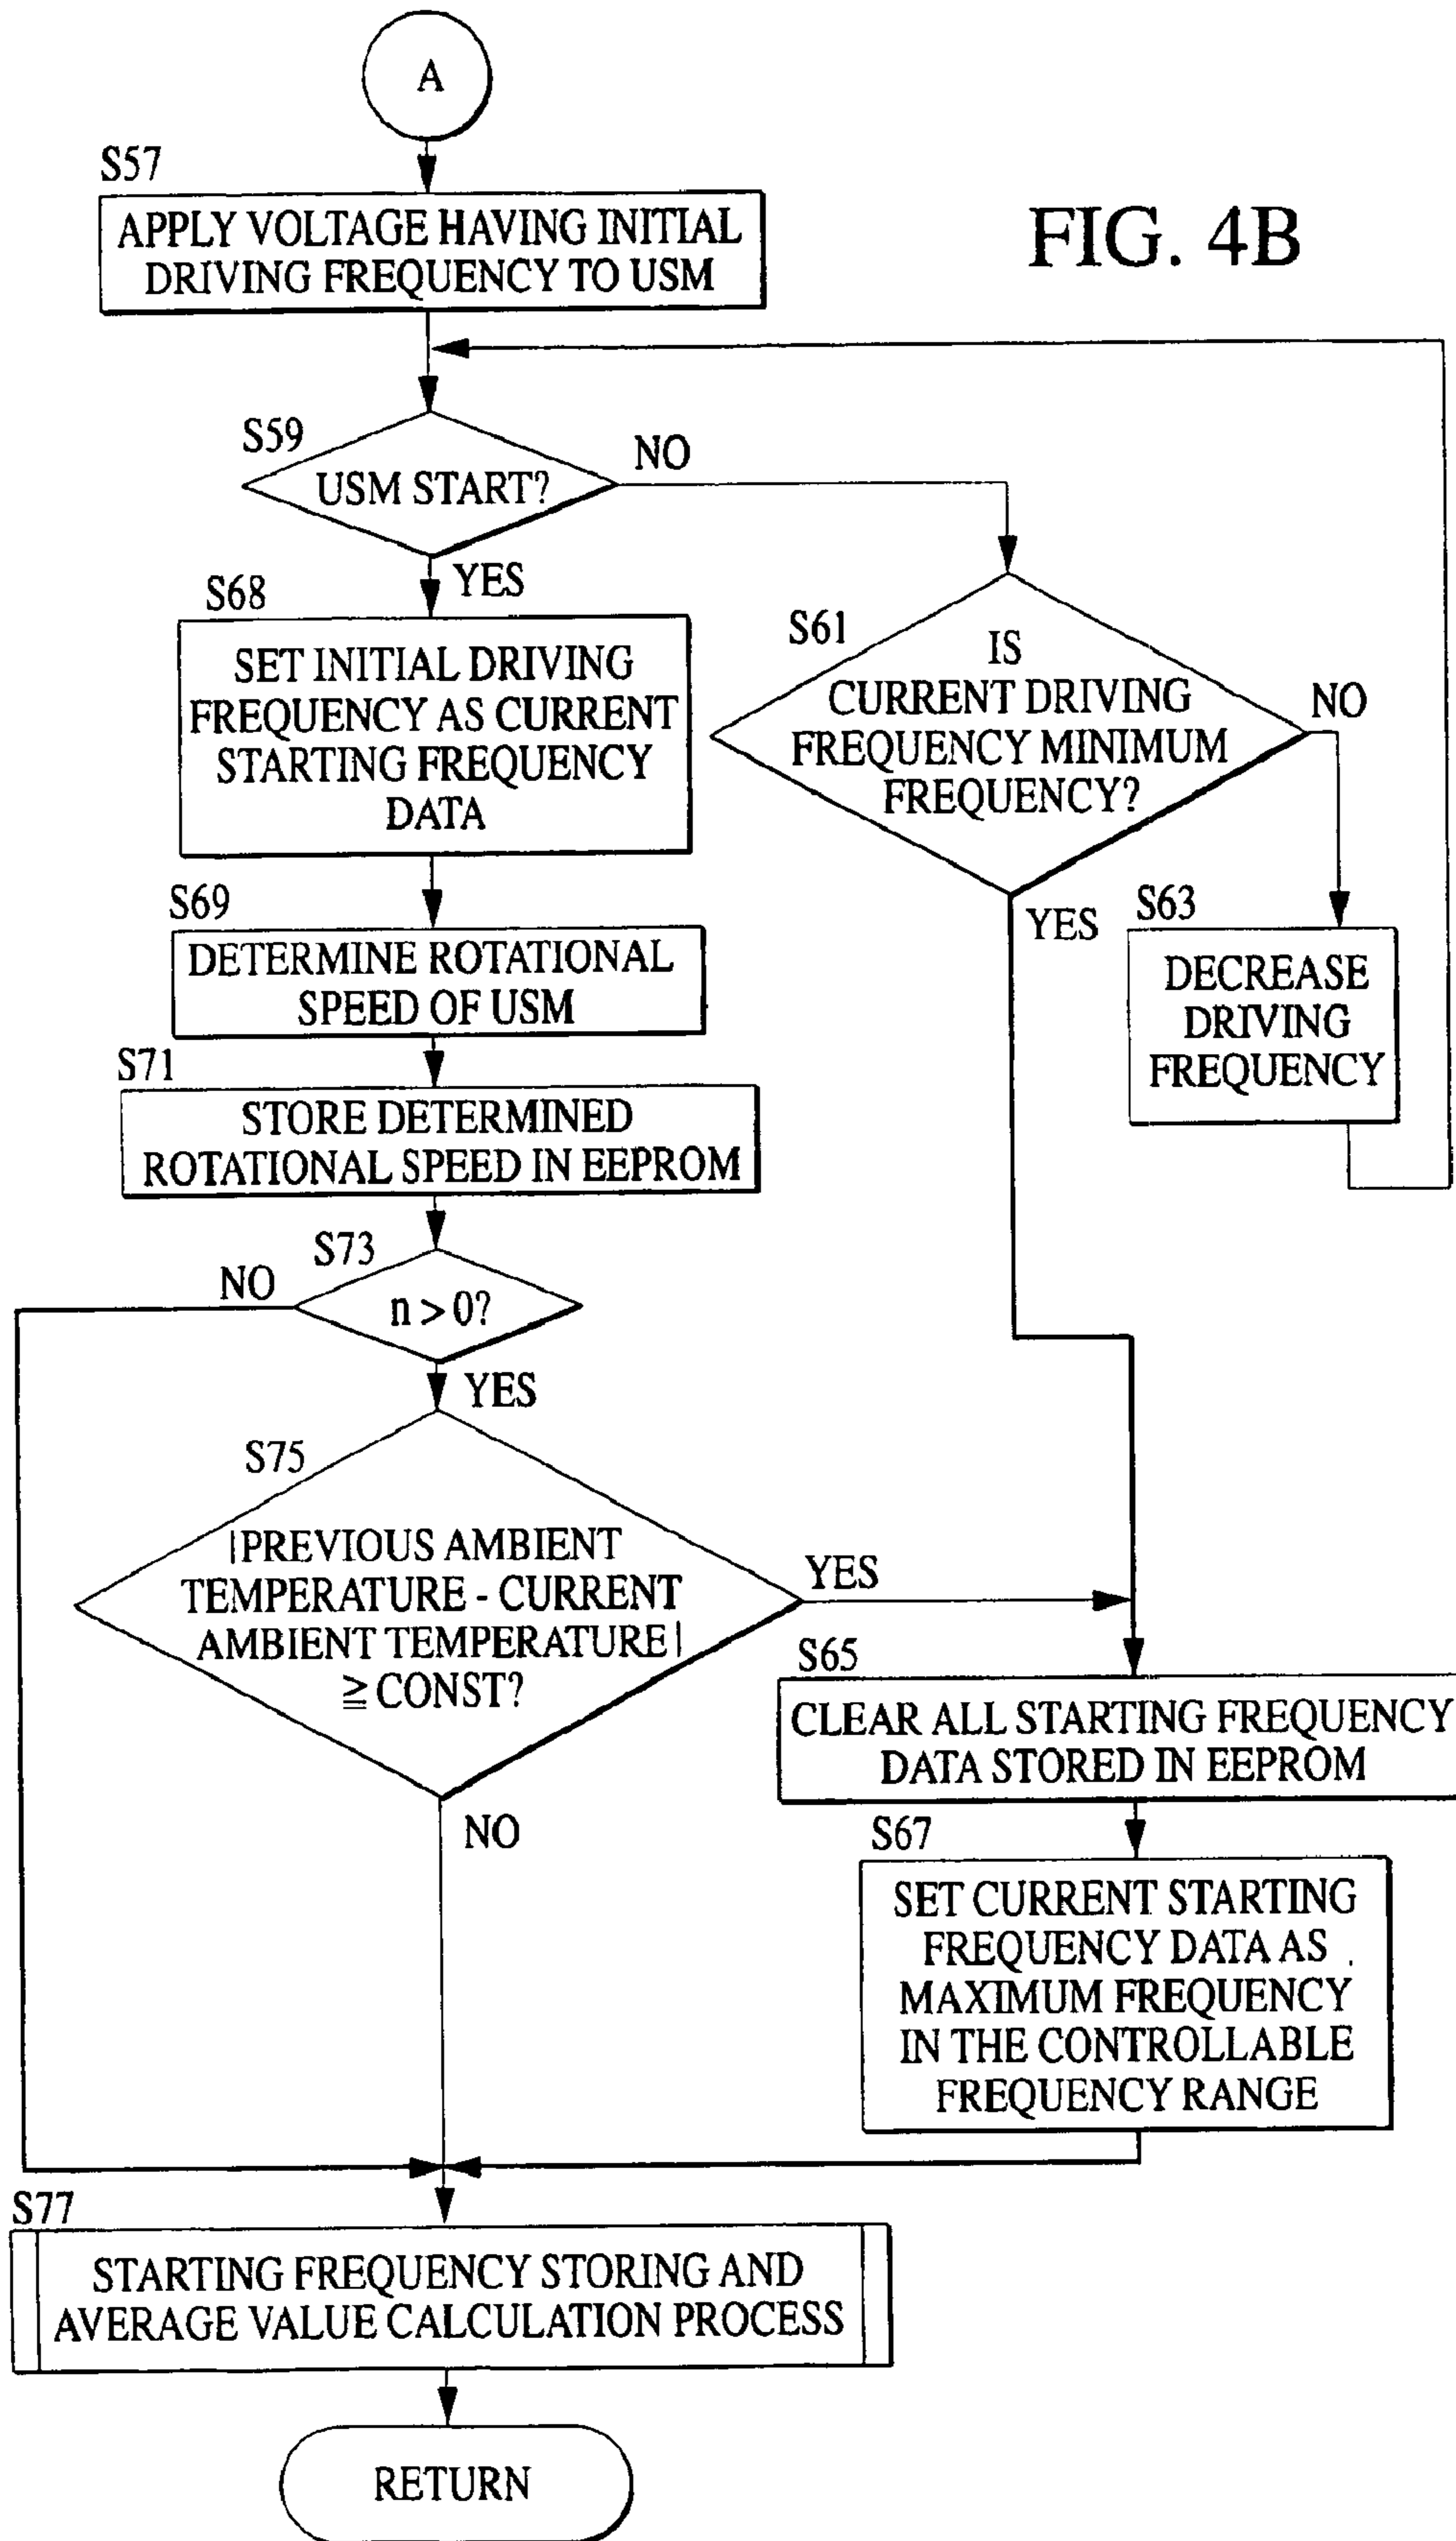 A
S57
APPLY VOLTAGE HAVING INITIAL
DRIVING FREQUENCY TO USM
FIG. 4B
S59
USM START?
NO
YES
S68
SET INITIAL DRIVING
FREQUENCY AS CURRENT
STARTING FREQUENCY
DATA
S61
IS
CURRENT DRIVING
FREQUENCY MINIMUM
FREQUENCY?
NO
YES
S63
DECREASE
DRIVING
FREQUENCY
S69
DETERMINE ROTATIONAL
SPEED OF USM
S71
STORE DETERMINED
ROTATIONAL SPEED IN EEPROM
S73
NO
n > 0?
YES
S75
|PREVIOUS AMBIENT
TEMPERATURE - CURRENT
AMBIENT TEMPERATURE|
≧ CONST?
YES
NO
S65
CLEAR ALL STARTING FREQUENCY
DATA STORED IN EEPROM
S67
SET CURRENT STARTING
FREQUENCY DATA AS
MAXIMUM FREQUENCY
IN THE CONTROLLABLE
FREQUENCY RANGE
S77
STARTING FREQUENCY STORING AND
AVERAGE VALUE CALCULATION PROCESS
RETURN